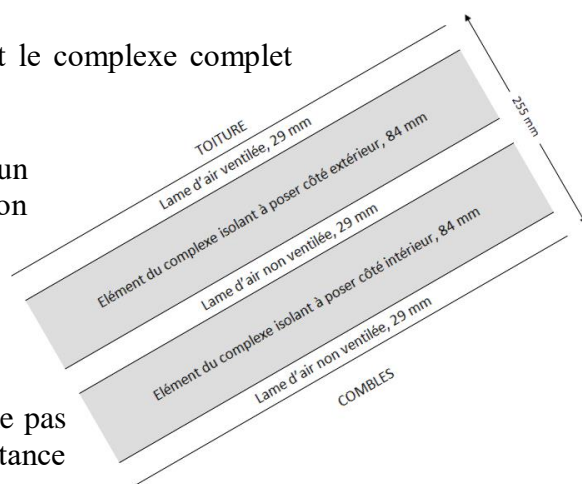 t le complexe complet
un
on
e pas
tance
TOITURE
Lame d'air ventilée, 29 mm
Elément du complexe isolant à poser côté extérieur, 84 mm
Lame d'air non ventilée, 29 mm
Elément du complexe isolant à poser côté intérieur, 84 mm
Lame d'air non ventilée, 29 mm
COMBLES
255 mm